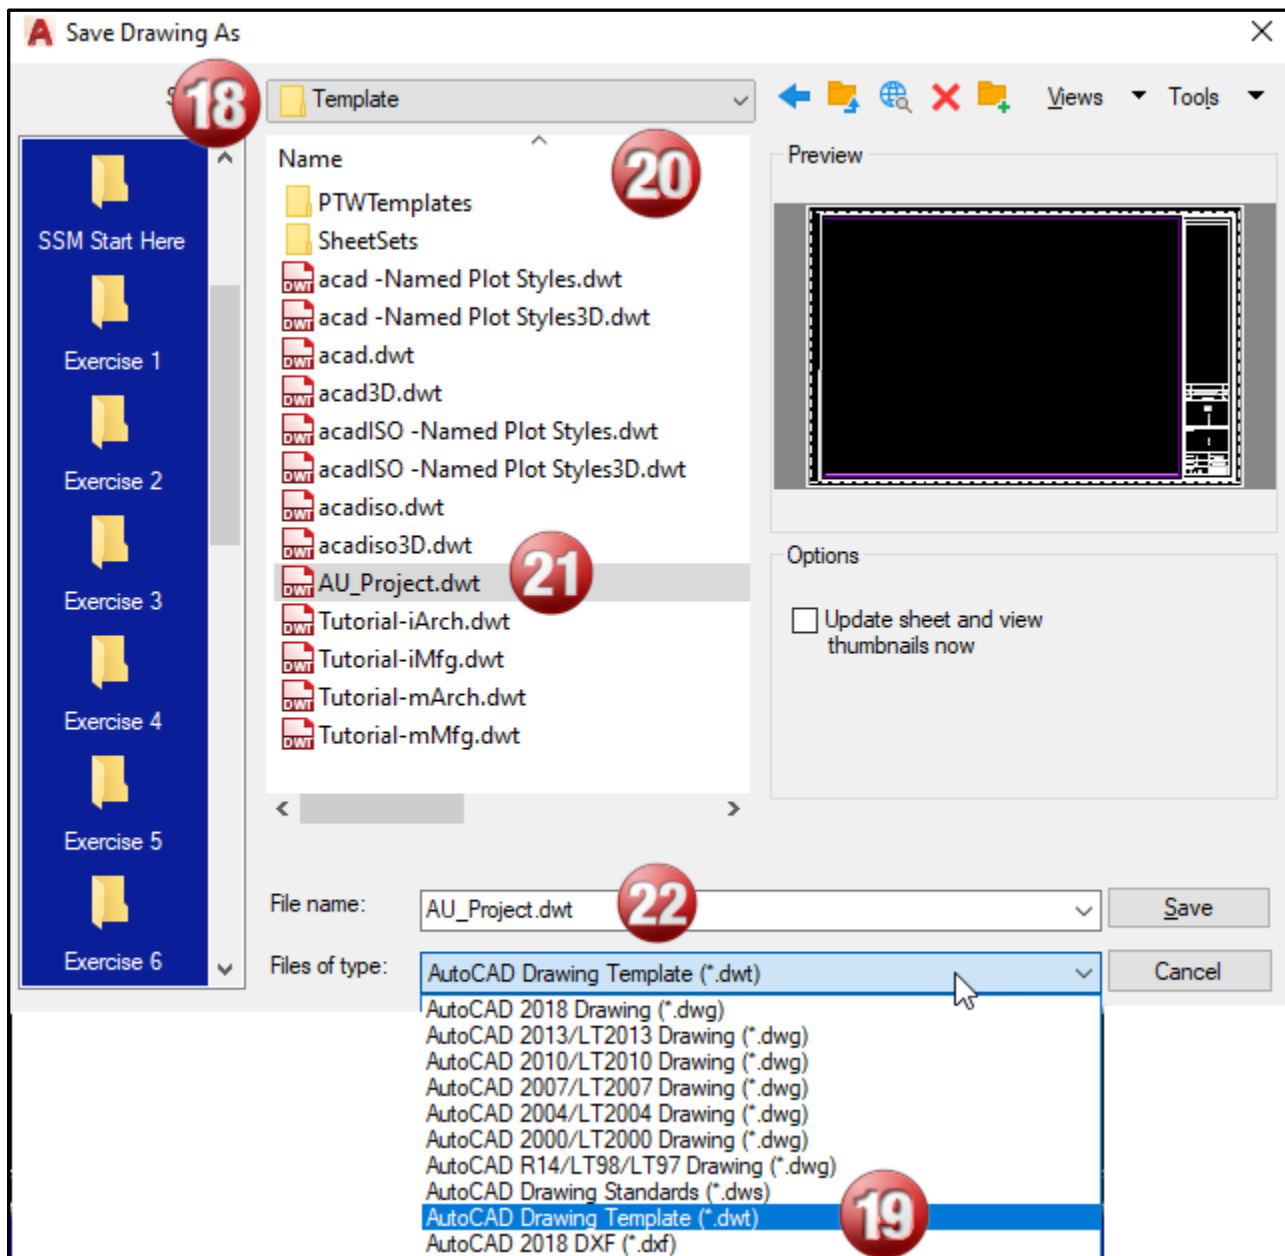 Save Drawing As
18
Template
Views
Tools
SSM Start Here
Exercise 1
Exercise 2
Exercise 3
Exercise 4
Exercise 5
Exercise 6
Name
20
PTWTemplates
SheetSets
acad -Named Plot Styles.dwt
acad -Named Plot Styles3D.dwt
acad.dwt
acad3D.dwt
acadISO -Named Plot Styles.dwt
acadISO -Named Plot Styles3D.dwt
acadiso.dwt
acadiso3D.dwt
AU_Project.dwt
21
Tutorial-iArch.dwt
Tutorial-iMfg.dwt
Tutorial-mArch.dwt
Tutorial-mMfg.dwt
Preview
Options
Update sheet and view
thumbnails now
File name:
AU_Project.dwt
22
Save
Files of type:
AutoCAD Drawing Template (*.dwt)
Cancel
AutoCAD 2018 Drawing (*.dwg)
AutoCAD 2013/LT2013 Drawing (*.dwg)
AutoCAD 2010/LT2010 Drawing (*.dwg)
AutoCAD 2007/LT2007 Drawing (*.dwg)
AutoCAD 2004/LT2004 Drawing (*.dwg)
AutoCAD 2000/LT2000 Drawing (*.dwg)
AutoCAD R14/LT98/LT97 Drawing (*.dwg)
AutoCAD Drawing Standards (*.dws)
AutoCAD Drawing Template (*.dwt)
19
AutoCAD 2018 DXF (*.dxf)